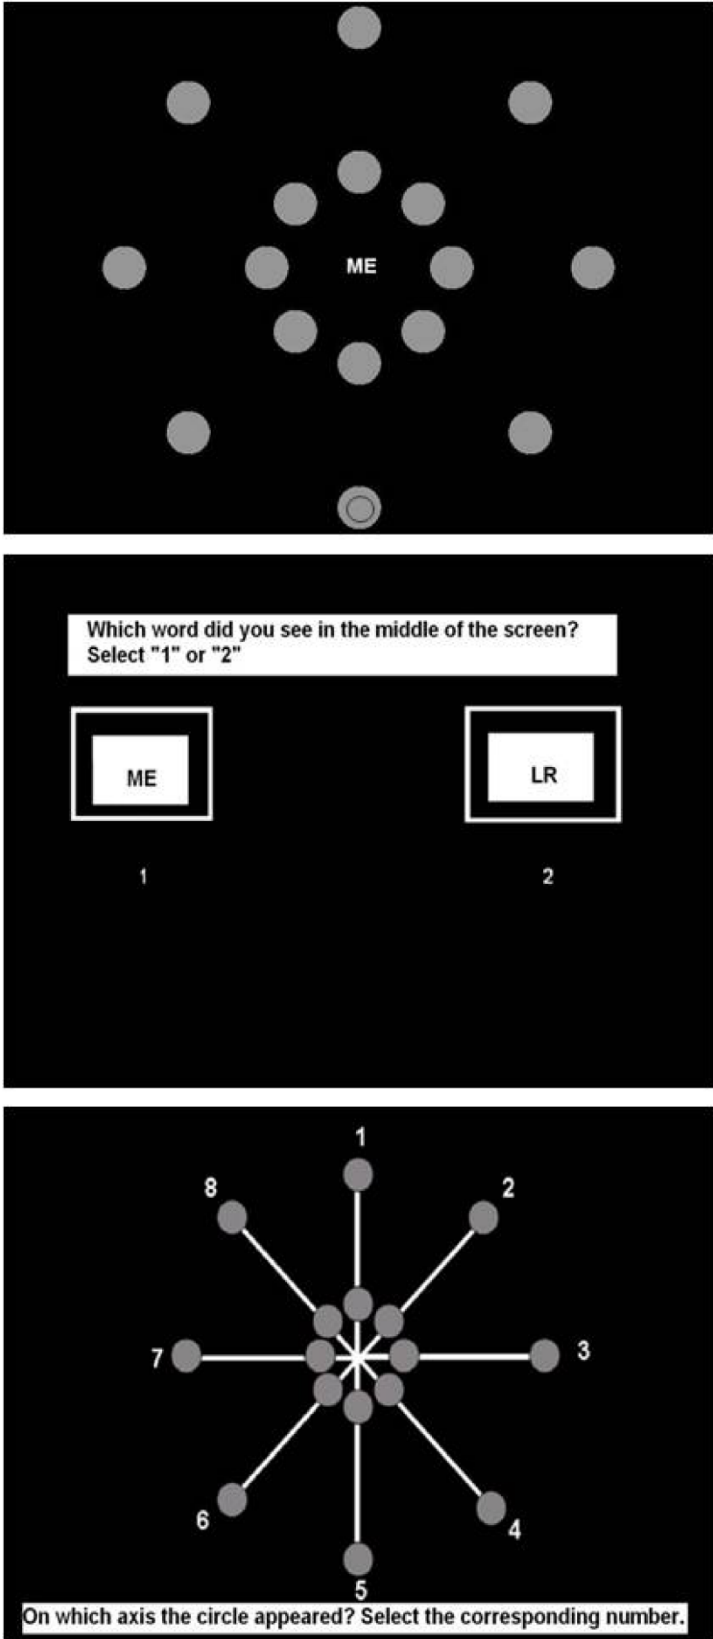 ME
Which word did you see in the middle of the screen?
Select "1" or "2"
ME
LR
1
2
1
8
2
7
3
6
4
5
On which axis the circle appeared? Select the corresponding number.